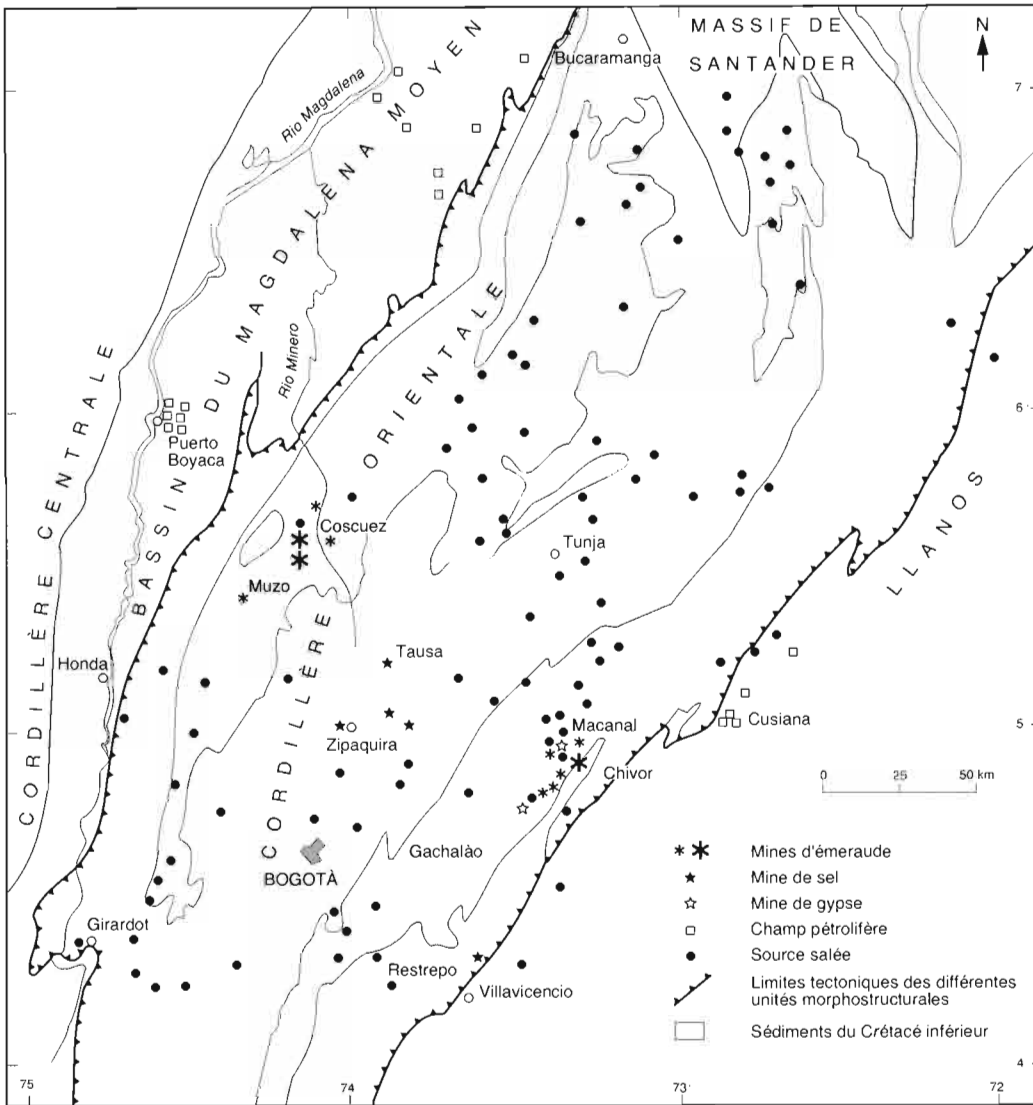 MASSIF DE
SANTANDER
N
Bucaramanga
7
Rio Magdalena
BASSIN DU MAGDALENA MOYEN
Rio Minero
CORDILLÈRE ORIENTALE
CORDILLÈRE CENTRALE
6
Puerto
Boyaca
LLANOS
Coscuez
Tunja
Muzo
Tausa
Honda
5
Macanal
Cusiana
Zipaquira
Chivor
0 25 50 km
Gachalào
BOGOTÀ
Mines d'émeraude
Mine de sel
Mine de gypse
Champ pétrolifère
Source salée
Limites tectoniques des différentes
unités morphostructurales
Sédiments du Crétacé inférieur
Girardot
Restrepo
Villavicencio
4
75 74 73 72